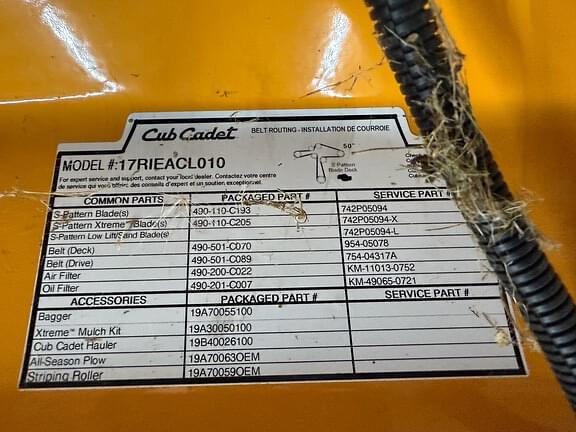 Cub Cadet BELT ROUTING - INSTALLATION DE COURROIE
MODEL #:17RIEACL010
50"
S Pattern
Blade Deck
For expert service and support, contact your local dealer. Contactez votre centre
de service qui vous offrirez des conseils d'expert et un soutien exceptionnel.
COMMON PARTS PACKAGED PART # SERVICE PART #
S-Pattern Blade(s) 490-110-C193 742P05094
S-Pattern Xtreme™ Blade(s) 490-110-C205 742P05094-X
S-Pattern Low Lift/Sand Blade(s) 742P05094-L
Belt (Deck) 490-501-C070 954-05078
Belt (Drive) 490-501-C089 754-04317A
Air Filter 490-200-C022 KM-11013-0752
Oil Filter 490-201-C007 KM-49065-0721
ACCESSORIES PACKAGED PART # SERVICE PART #
Bagger 19A70055100
Xtreme™ Mulch Kit 19A30050100
Cub Cadet Hauler 19B40026100
All-Season Plow 19A70063OEM
Striping Roller 19A70059OEM